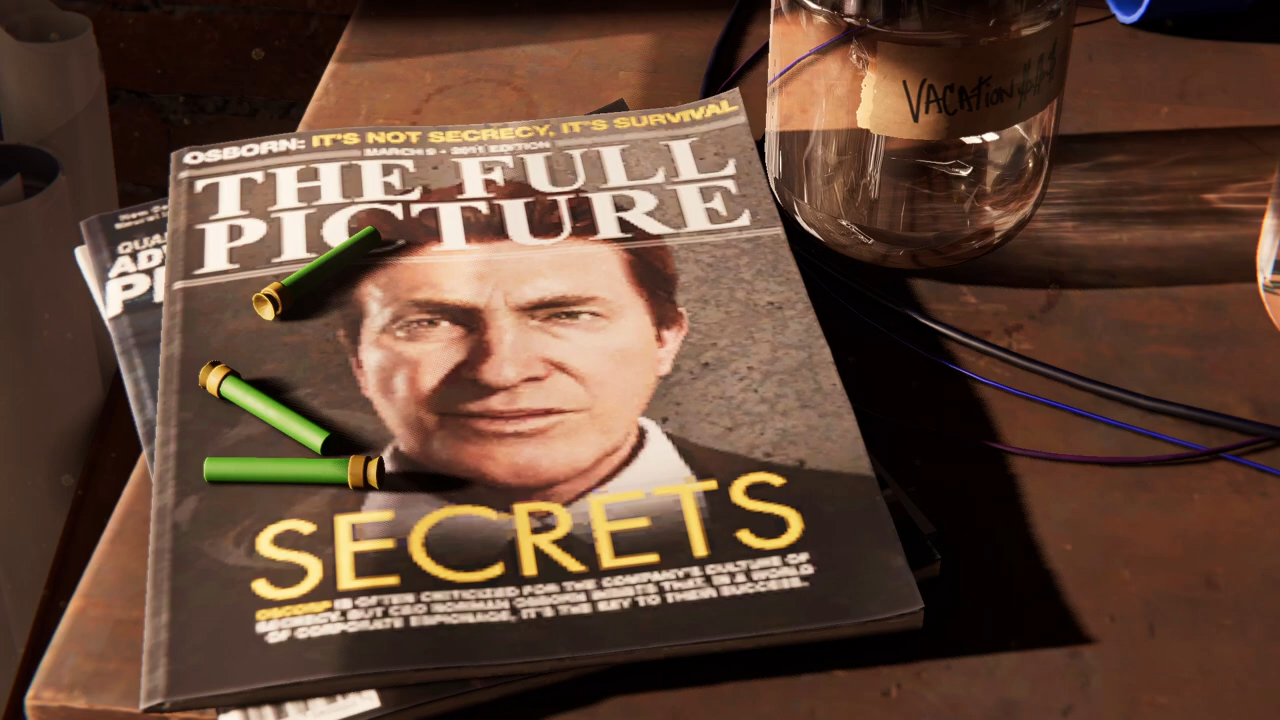 OSBORN: IT'S NOT SECRECY, IT'S SURVIVAL
MARCH 9 • 2011 EDITION
THE FULL
PICTURE
SECRETS
OSCORP IS OFTEN CRITICIZED FOR THE COMPANY'S CULTURE OF
SECRECY. BUT CEO NORMAN OSBORN INSISTS THAT, IN A WORLD
OF CORPORATE ESPIONAGE, IT'S THE KEY TO THEIR SUCCESS.
QUA
AD
P
VACATION